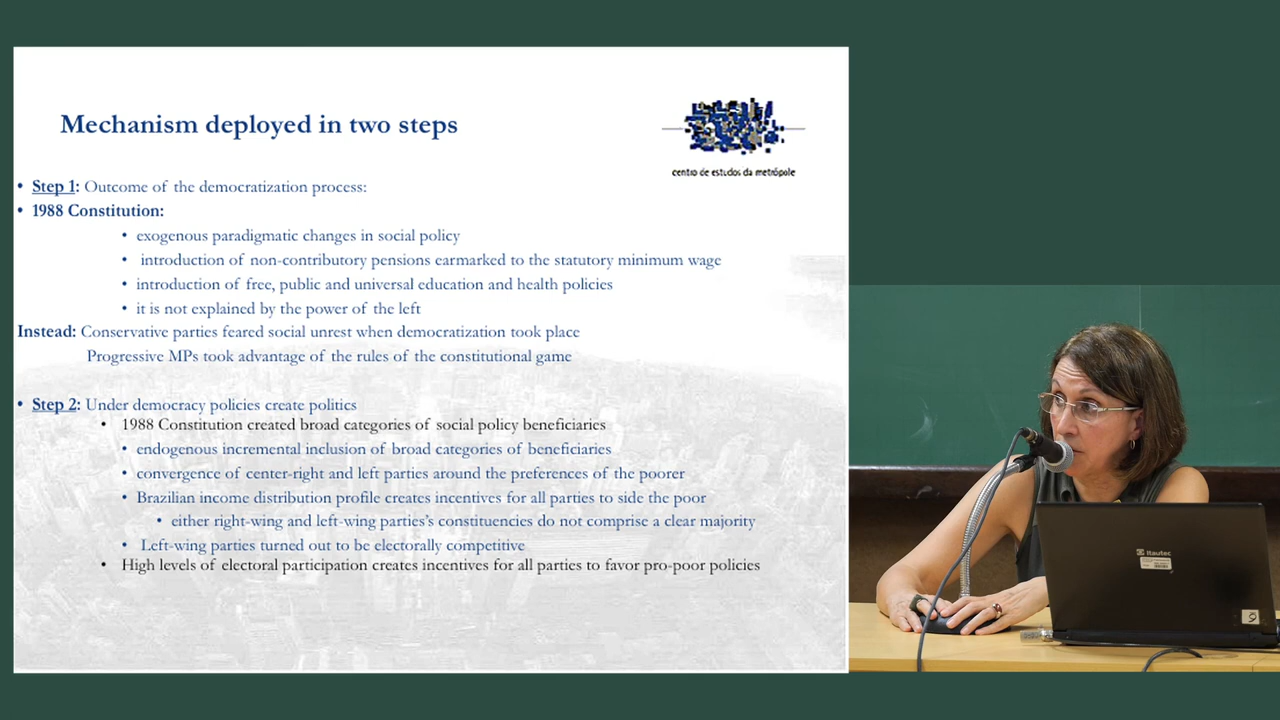 Mechanism deployed in two steps
centro de estudos da metrópole
• Step 1: Outcome of the democratization process:
• 1988 Constitution:
• exogenous paradigmatic changes in social policy
• introduction of non-contributory pensions earmarked to the statutory minimum wage
• introduction of free, public and universal education and health policies
• it is not explained by the power of the left
Instead: Conservative parties feared social unrest when democratization took place
Progressive MPs took advantage of the rules of the constitutional game
• Step 2: Under democracy policies create politics
• 1988 Constitution created broad categories of social policy beneficiaries
• endogenous incremental inclusion of broad categories of beneficiaries
• convergence of center-right and left parties around the preferences of the poorer
• Brazilian income distribution profile creates incentives for all parties to side the poor
• either right-wing and left-wing parties's constituencies do not comprise a clear majority
• Left-wing parties turned out to be electorally competitive
• High levels of electoral participation creates incentives for all parties to favor pro-poor policies
Itautec